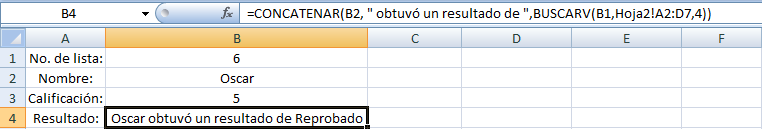 B4 =CONCATENAR(B2, " obtuvó un resultado de ",BUSCARV(B1,Hoja2!A2:D7,4))
A B C D E F
1 No. de lista: 6
2 Nombre: Oscar
3 Calificación: 5
4 Resultado: Oscar obtuvó un resultado de Reprobado